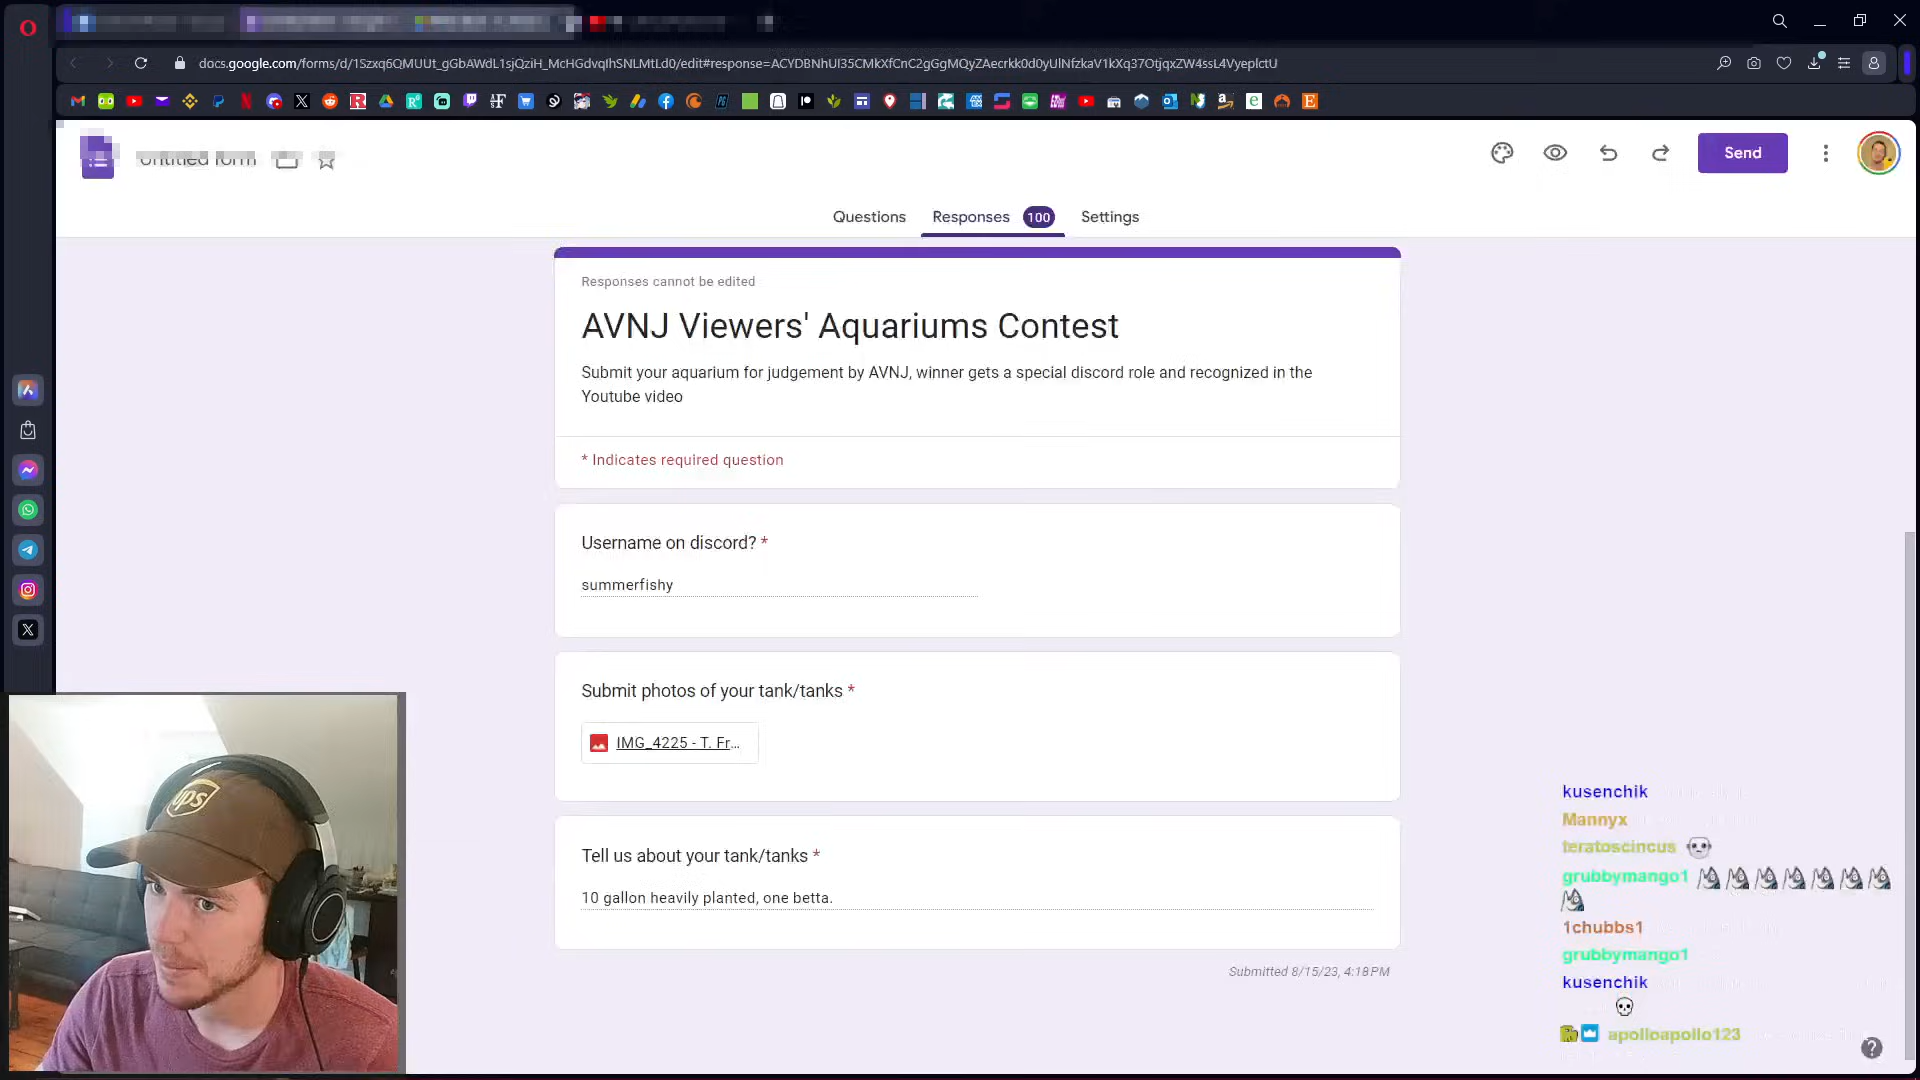 docs.google.com/forms/d/1Szxq6QMUUt_gGbAWdL1sjQziH_McHGdvqIhSNLMtLd0/edit#response=ACYDBNhUl35CMkXfCnC2gGgMQyZAecrkk0d0yUlNfzkaV1kXq37OtjqxZW4ssL4VyeplctU
Untitled form
Send
Questions
Responses 100
Settings
Responses cannot be edited
AVNJ Viewers' Aquariums Contest
Submit your aquarium for judgement by AVNJ, winner gets a special discord role and recognized in the
Youtube video
* Indicates required question
Username on discord? *
summerfishy
Submit photos of your tank/tanks *
IMG_4225 - T. Fr...
Tell us about your tank/tanks *
10 gallon heavily planted, one betta.
Submitted 8/15/23, 4:18 PM
ups
kusenchik
Mannyx
teratoscincus
grubbymango1
1chubbs1
grubbymango1
kusenchik
apolloapollo123